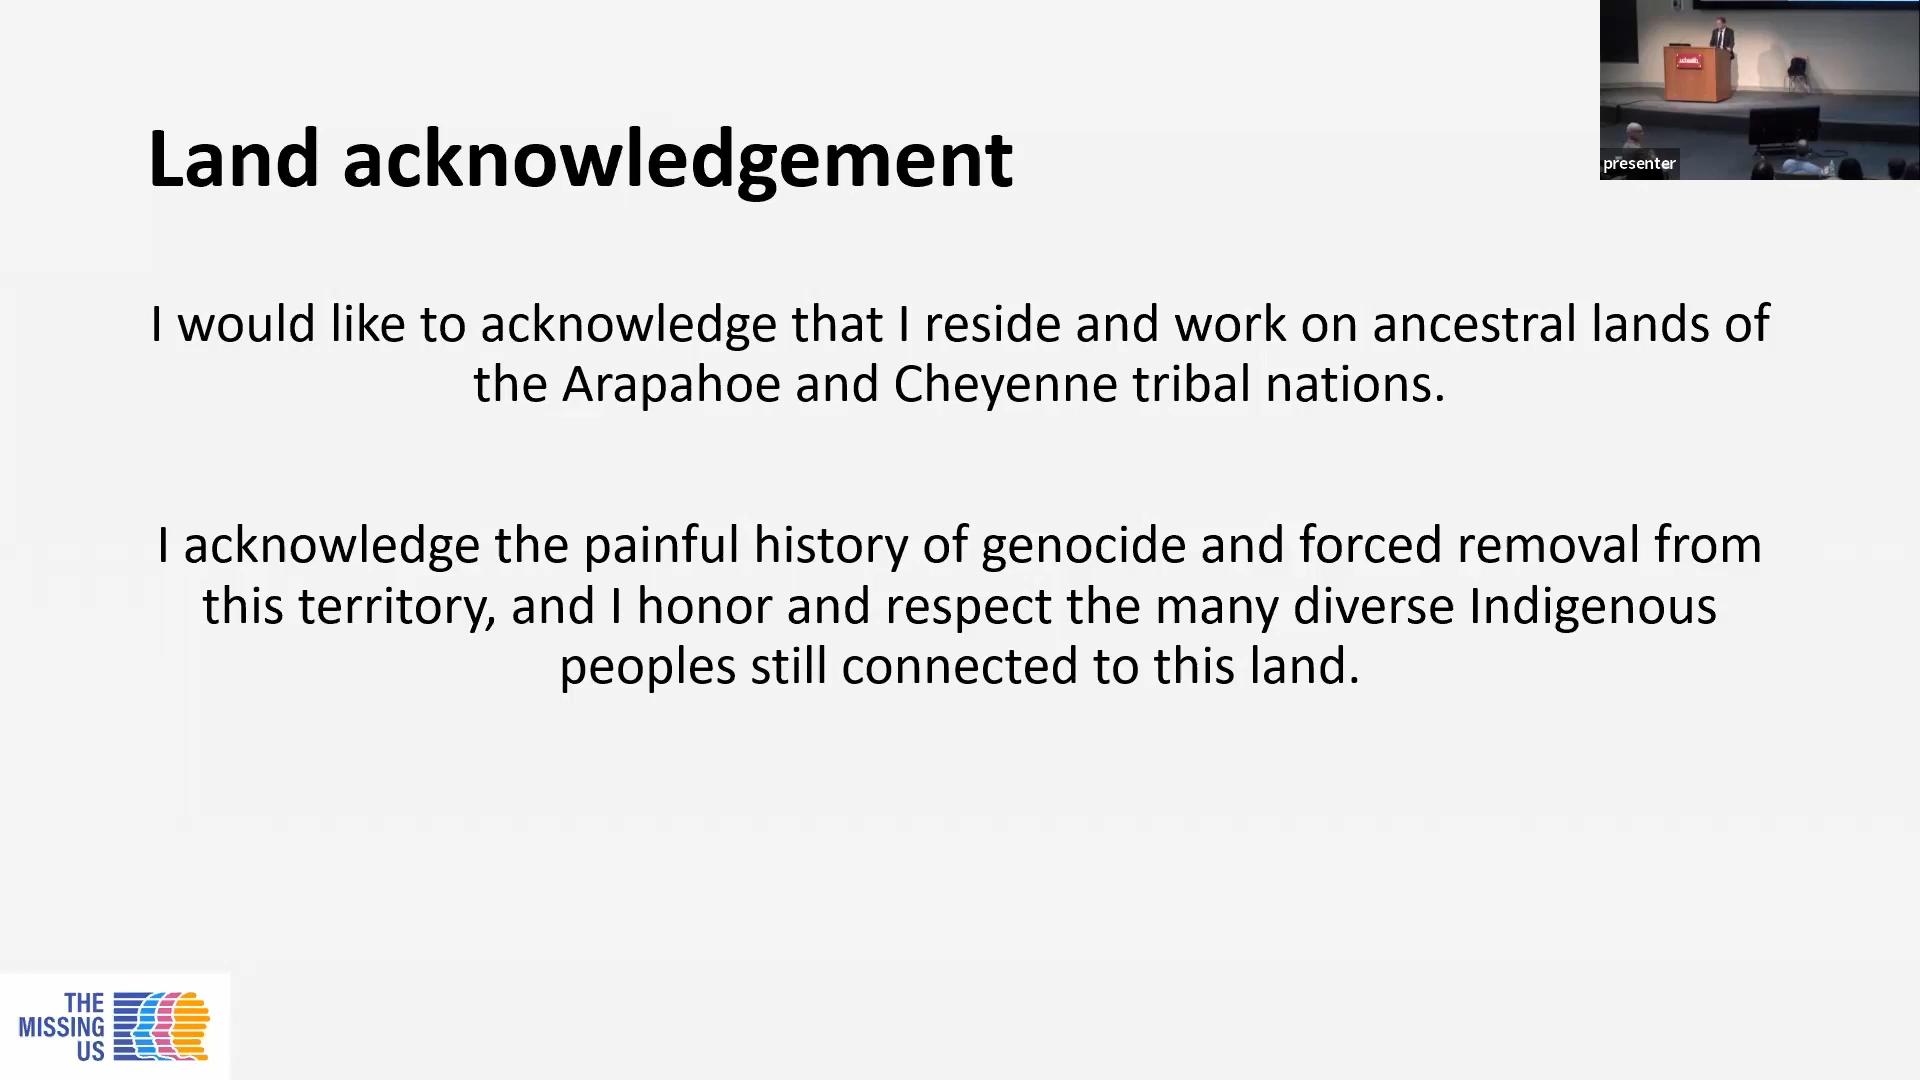 Land acknowledgement
I would like to acknowledge that I reside and work on ancestral lands of
the Arapahoe and Cheyenne tribal nations.
I acknowledge the painful history of genocide and forced removal from
this territory, and I honor and respect the many diverse Indigenous
peoples still connected to this land.
presenter
uchealth
THE
MISSING
US